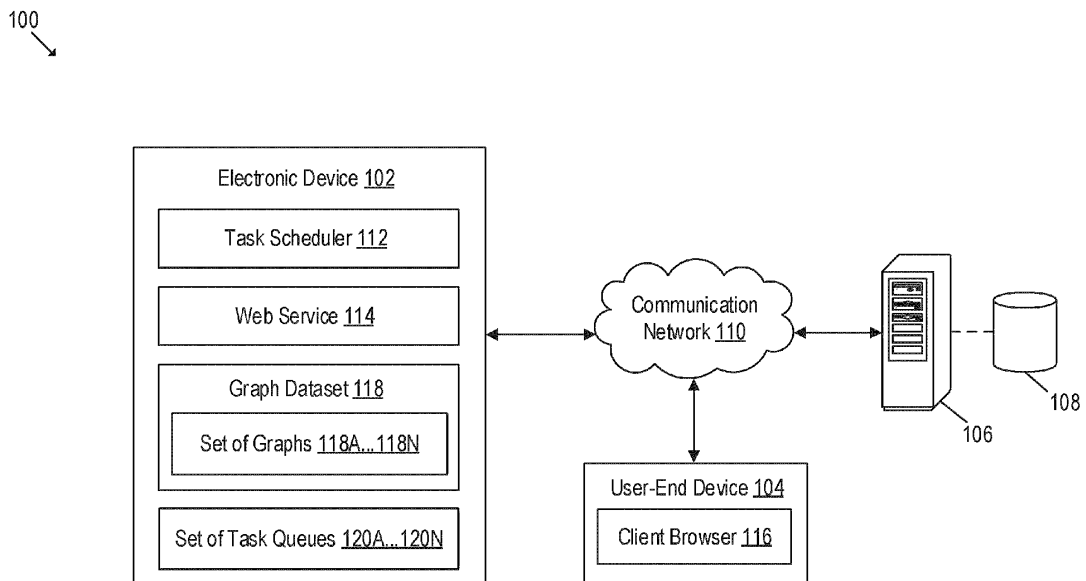 100
Electronic Device 102
Task Scheduler 112
Web Service 114
Graph Dataset 118
Set of Graphs 118A...118N
Set of Task Queues 120A...120N
Communication
Network 110
106
108
User-End Device 104
Client Browser 116